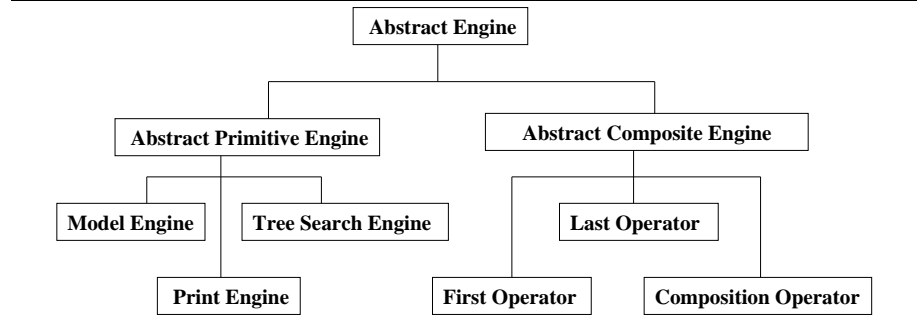 Abstract Engine
Abstract Primitive Engine
Abstract Composite Engine
Model Engine
Tree Search Engine
Last Operator
Print Engine
First Operator
Composition Operator